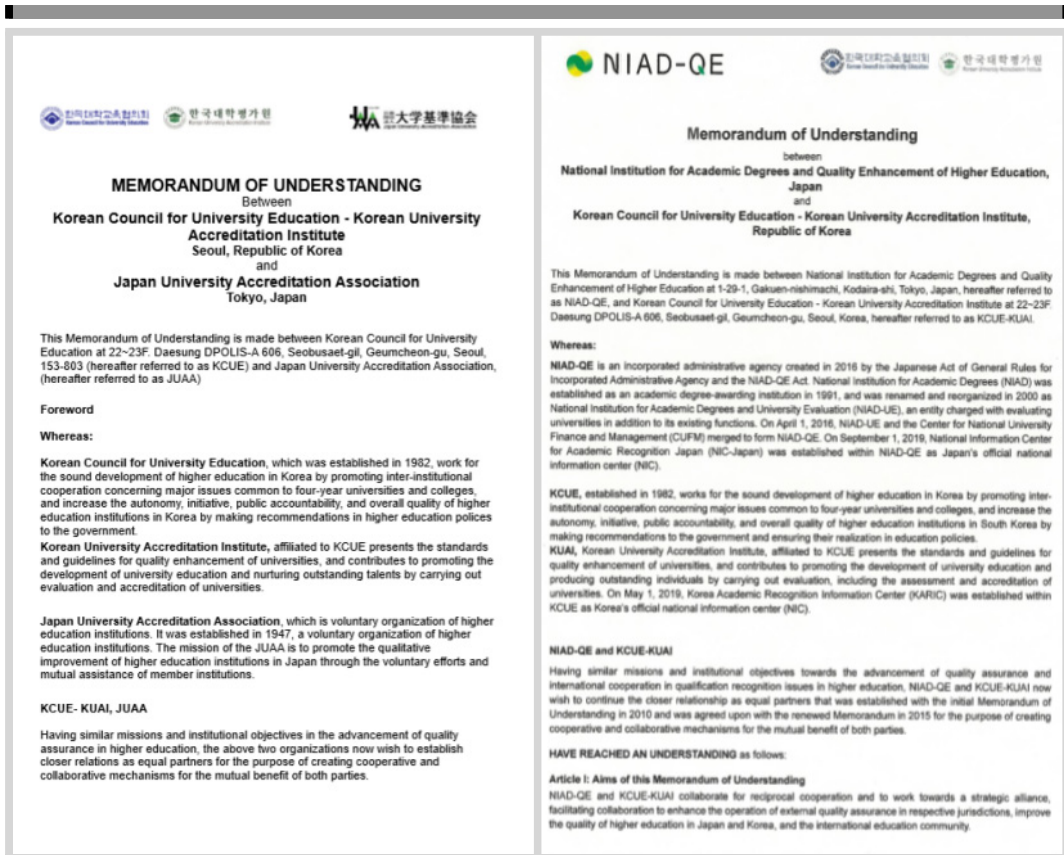 한국대학교육협의회
Korean Council for University Education
한국대학평가원
Korean University Accreditation Institute
大学基準協会
Japan University Accreditation Association
MEMORANDUM OF UNDERSTANDING
Between
Korean Council for University Education - Korean University
Accreditation Institute
Seoul, Republic of Korea
and
Japan University Accreditation Association
Tokyo, Japan
This Memorandum of Understanding is made between Korean Council for University
Education at 22~23F. Daesung DPOLIS-A 606, Seobusaet-gil, Geumcheon-gu, Seoul,
153-803 (hereafter referred to as KCUE) and Japan University Accreditation Association,
(hereafter referred to as JUAA)
Foreword
Whereas:
Korean Council for University Education, which was established in 1982, work for
the sound development of higher education in Korea by promoting inter-institutional
cooperation concerning major issues common to four-year universities and colleges,
and increase the autonomy, initiative, public accountability, and overall quality of higher
education institutions in Korea by making recommendations in higher education polices
to the government.
Korean University Accreditation Institute, affiliated to KCUE presents the standards
and guidelines for quality enhancement of universities, and contributes to promoting the
development of university education and nurturing outstanding talents by carrying out
evaluation and accreditation of universities.
Japan University Accreditation Association, which is voluntary organization of higher
education institutions. It was established in 1947, a voluntary organization of higher
education institutions. The mission of the JUAA is to promote the qualitative
improvement of higher education institutions in Japan through the voluntary efforts and
mutual assistance of member institutions.
KCUE- KUAI, JUAA
Having similar missions and institutional objectives in the advancement of quality
assurance in higher education, the above two organizations now wish to establish
closer relations as equal partners for the purpose of creating cooperative and
collaborative mechanisms for the mutual benefit of both parties.
NIAD-QE
한국대학교육협의회
Korean Council for University Education
한국대학평가원
Korean University Accreditation Institute
Memorandum of Understanding
between
National Institution for Academic Degrees and Quality Enhancement of Higher Education,
Japan
and
Korean Council for University Education - Korean University Accreditation Institute,
Republic of Korea
This Memorandum of Understanding is made between National Institution for Academic Degrees and Quality
Enhancement of Higher Education at 1-29-1, Gakuen-nishimachi, Kodaira-shi, Tokyo, Japan, hereafter referred to
as NIAD-QE, and Korean Council for University Education - Korean University Accreditation Institute at 22~23F.
Daesung DPOLIS-A 606, Seobusaet-gil, Geumcheon-gu, Seoul, Korea, hereafter referred to as KCUE-KUAI.
Whereas:
NIAD-QE is an incorporated administrative agency created in 2016 by the Japanese Act of General Rules for
Incorporated Administrative Agency and the NIAD-QE Act. National Institution for Academic Degrees (NIAD) was
established as an academic degree-awarding institution in 1991, and was renamed and reorganized in 2000 as
National Institution for Academic Degrees and University Evaluation (NIAD-UE), an entity charged with evaluating
universities in addition to its existing functions. On April 1, 2016, NIAD-UE and the Center for National University
Finance and Management (CUFM) merged to form NIAD-QE. On September 1, 2019, National Information Center
for Academic Recognition Japan (NIC-Japan) was established within NIAD-QE as Japan's official national
information center (NIC).
KCUE, established in 1982, works for the sound development of higher education in Korea by promoting inter-
institutional cooperation concerning major issues common to four-year universities and colleges, and increase the
autonomy, initiative, public accountability, and overall quality of higher education institutions in South Korea by
making recommendations to the government and ensuring their realization in education policies.
KUAI, Korean University Accreditation Institute, affiliated to KCUE presents the standards and guidelines for
quality enhancement of universities, and contributes to promoting the development of university education and
producing outstanding individuals by carrying out evaluation, including the assessment and accreditation of
universities. On May 1, 2019, Korea Academic Recognition Information Center (KARIC) was established within
KCUE as Korea's official national information center (NIC).
NIAD-QE and KCUE-KUAI
Having similar missions and institutional objectives towards the advancement of quality assurance and
international cooperation in qualification recognition issues in higher education, NIAD-QE and KCUE-KUAI now
wish to continue the closer relationship as equal partners that was established with the initial Memorandum of
Understanding in 2010 and was agreed upon with the renewed Memorandum in 2015 for the purpose of creating
cooperative and collaborative mechanisms for the mutual benefit of both parties.
HAVE REACHED AN UNDERSTANDING as follows:
Article I: Aims of this Memorandum of Understanding
NIAD-QE and KCUE-KUAI collaborate for reciprocal cooperation and to work towards a strategic alliance,
facilitating collaboration to enhance the operation of external quality assurance in respective jurisdictions, improve
the quality of higher education in Japan and Korea, and the international education community.